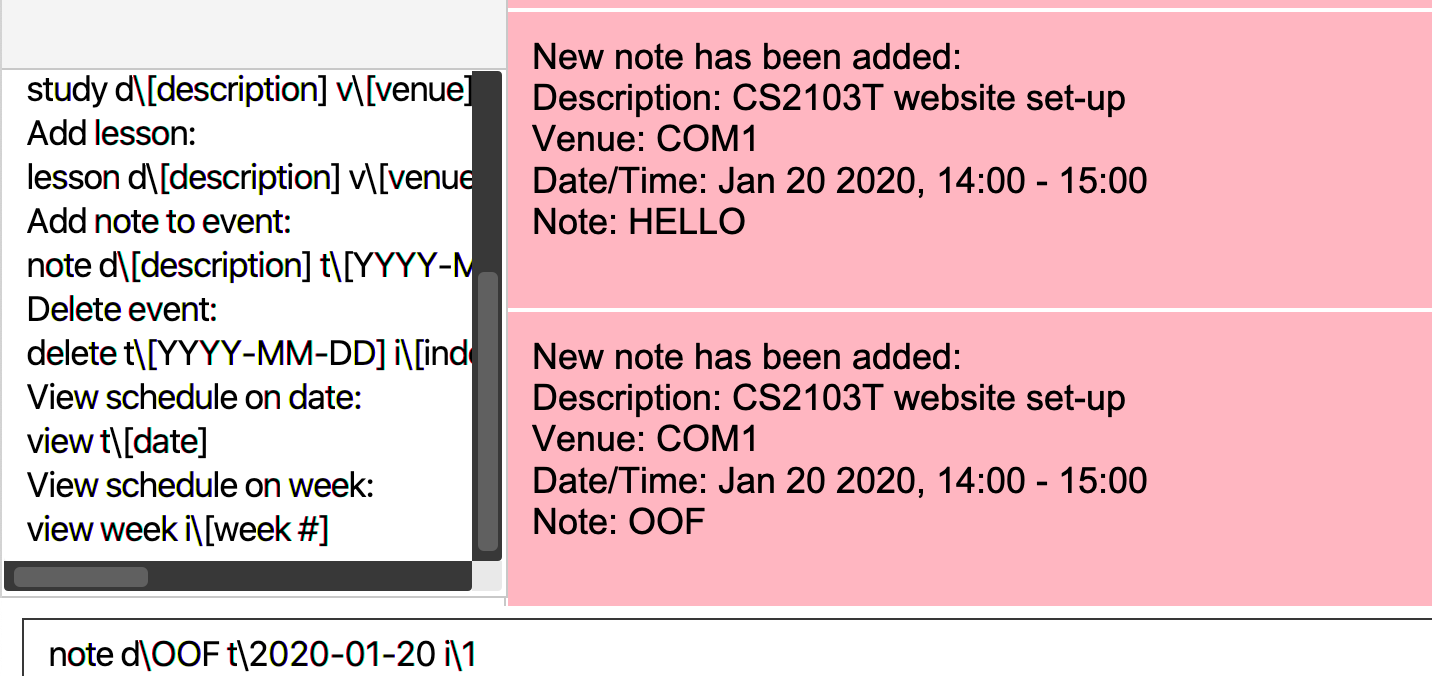 study d\[description] v\[venue]
Add lesson:
lesson d\[description] v\[venue
Add note to event:
note d\[description] t\[YYYY-M
Delete event:
delete t\[YYYY-MM-DD] i\[inde
View schedule on date:
view t\[date]
View schedule on week:
view week i\[week #]
New note has been added:
Description: CS2103T website set-up
Venue: COM1
Date/Time: Jan 20 2020, 14:00 - 15:00
Note: HELLO
New note has been added:
Description: CS2103T website set-up
Venue: COM1
Date/Time: Jan 20 2020, 14:00 - 15:00
Note: OOF
note d\OOF t\2020-01-20 i\1